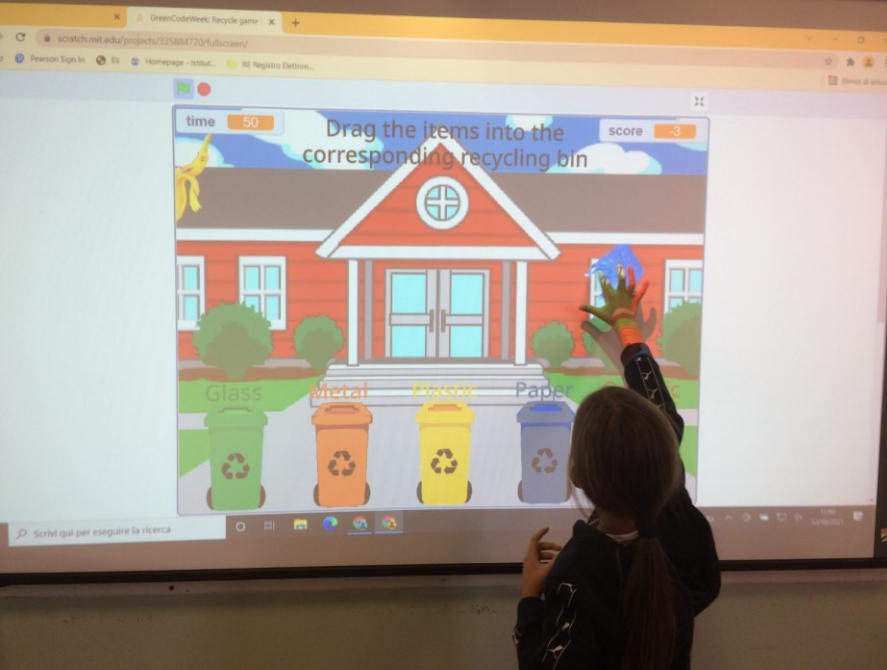 GreenCodeWeek: Recycle game
scratch.mit.edu/projects/335884770/fullscreen/
Pearson Sign In
Homepage - Istitut...
RE Registro Elettron...
time 50
Drag the items into the
corresponding recycling bin
score -3
Glass
Metal
Plastic
Paper
Scrivi qui per eseguire la ricerca